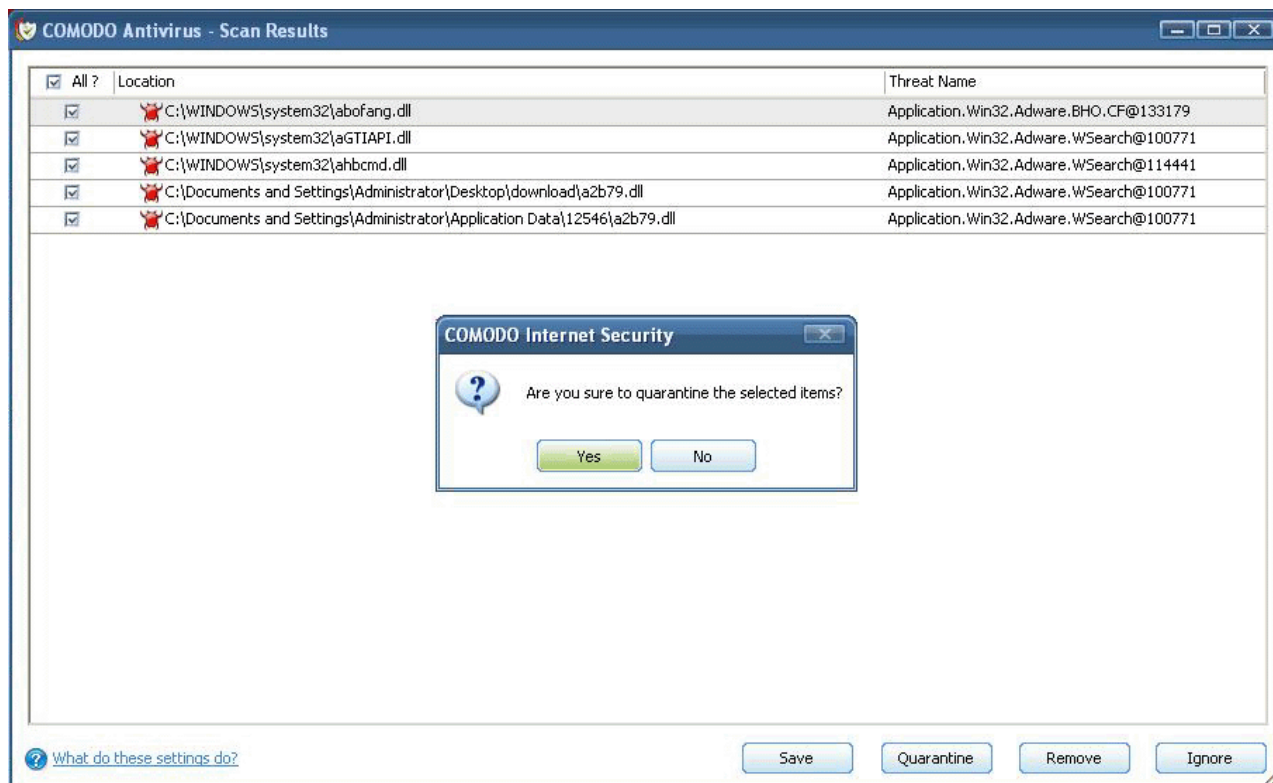 COMODO Antivirus - Scan Results
All ? Location Threat Name
C:\WINDOWS\system32\abofang.dll Application.Win32.Adware.BHO.CF@133179
C:\WINDOWS\system32\aGTIAPI.dll Application.Win32.Adware.WSearch@100771
C:\WINDOWS\system32\ahbcmd.dll Application.Win32.Adware.WSearch@114441
C:\Documents and Settings\Administrator\Desktop\download\a2b79.dll Application.Win32.Adware.WSearch@100771
C:\Documents and Settings\Administrator\Application Data\12546\a2b79.dll Application.Win32.Adware.WSearch@100771
COMODO Internet Security
Are you sure to quarantine the selected items?
Yes No
What do these settings do? Save Quarantine Remove Ignore